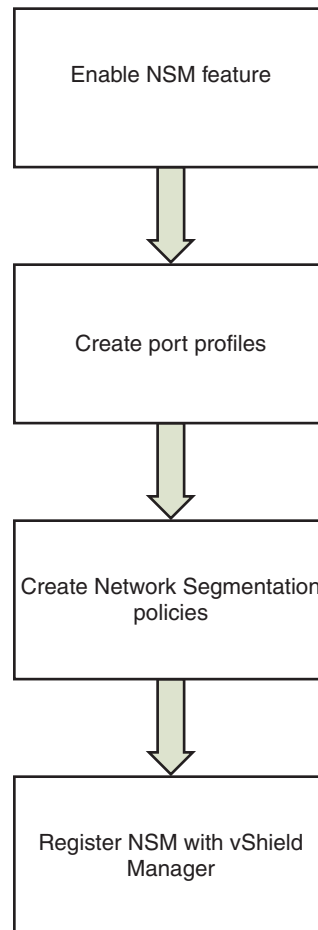 Enable NSM feature
Create port profiles
Create Network Segmentation
policies
Register NSM with vShield
Manager